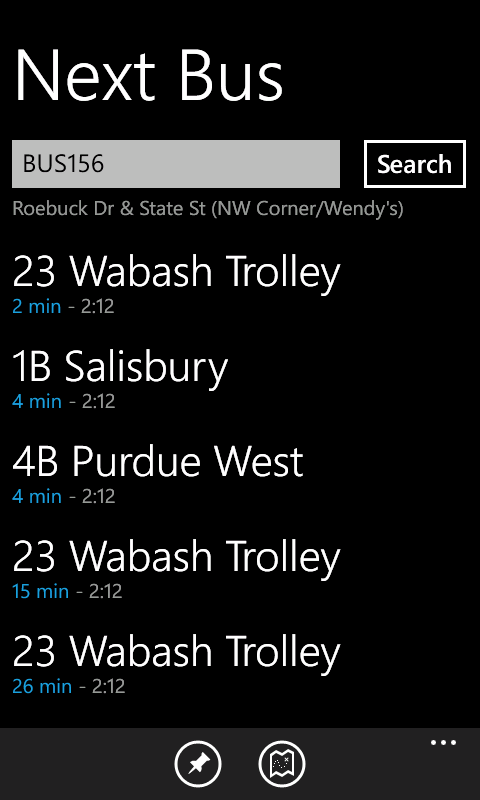 Next Bus
BUS156
Search
Roebuck Dr & State St (NW Corner/Wendy's)
23 Wabash Trolley
2 min - 2:12
1B Salisbury
4 min - 2:12
4B Purdue West
4 min - 2:12
23 Wabash Trolley
15 min - 2:12
23 Wabash Trolley
26 min - 2:12